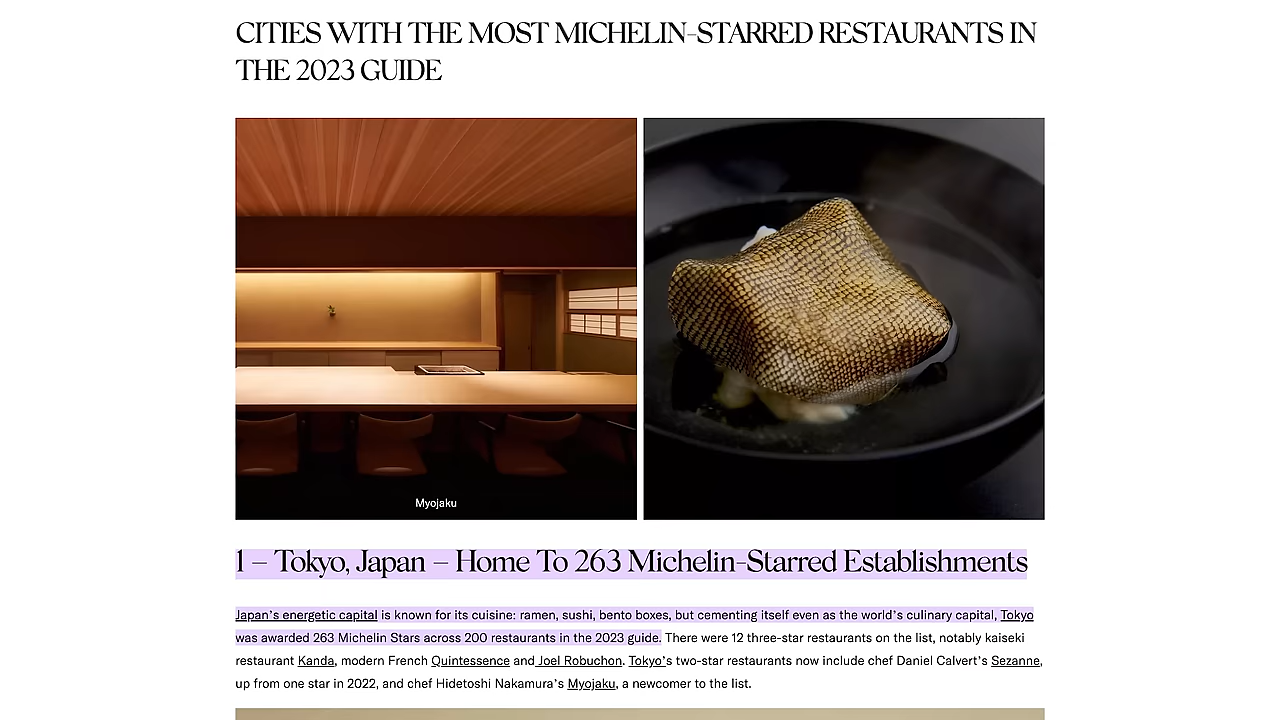 CITIES WITH THE MOST MICHELIN-STARRED RESTAURANTS IN
THE 2023 GUIDE
Myojaku
1 – Tokyo, Japan – Home To 263 Michelin-Starred Establishments
Japan's energetic capital is known for its cuisine: ramen, sushi, bento boxes, but cementing itself even as the world's culinary capital, Tokyo
was awarded 263 Michelin Stars across 200 restaurants in the 2023 guide. There were 12 three-star restaurants on the list, notably kaiseki
restaurant Kanda, modern French Quintessence and Joel Robuchon. Tokyo's two-star restaurants now include chef Daniel Calvert's Sezanne,
up from one star in 2022, and chef Hidetoshi Nakamura's Myojaku, a newcomer to the list.